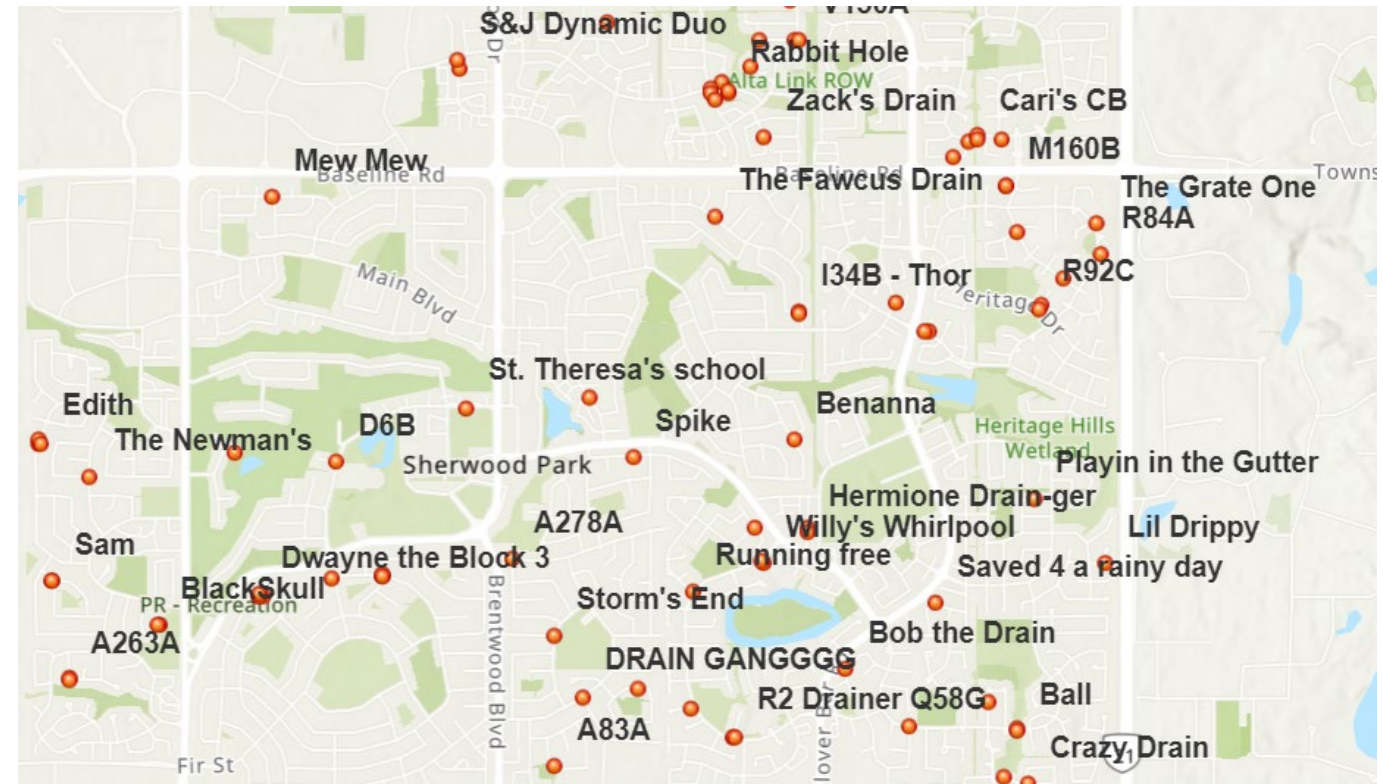 V190A
S&J Dynamic Duo
Dr
Rabbit Hole
Alta Link ROW
Zack's Drain
Cari's CB
M160B
Mew Mew
Baseline Rd
Baseline Rd
Towns
The Fawcus Drain
The Grate One
R84A
I34B - Thor
R92C
Main Blvd
Heritage Dr
St. Theresa's school
Edith
Benanna
D6B
Spike
The Newman's
Heritage Hills
Wetland
Sherwood Park
Playin in the Gutter
Hermione Drain-ger
A278A
Willy's Whirlpool
Lil Drippy
Sam
Dwayne the Block 3
Running free
Saved 4 a rainy day
BlackSkull
PR - Recreation
Storm's End
Brentwood Blvd
A263A
Bob the Drain
DRAIN GANGGGG
R2 Drainer Q58G
Ball
A83A
Crazy Drain
Fir St